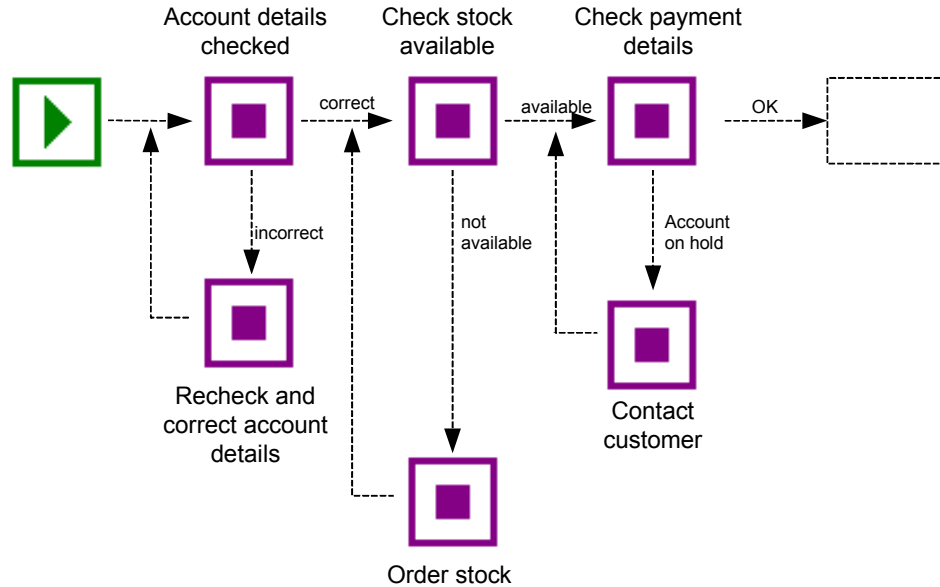 Account details
checked
Check stock
available
Check payment
details
correct
available
OK
incorrect
not
available
Account
on hold
Recheck and
correct account
details
Contact
customer
Order stock